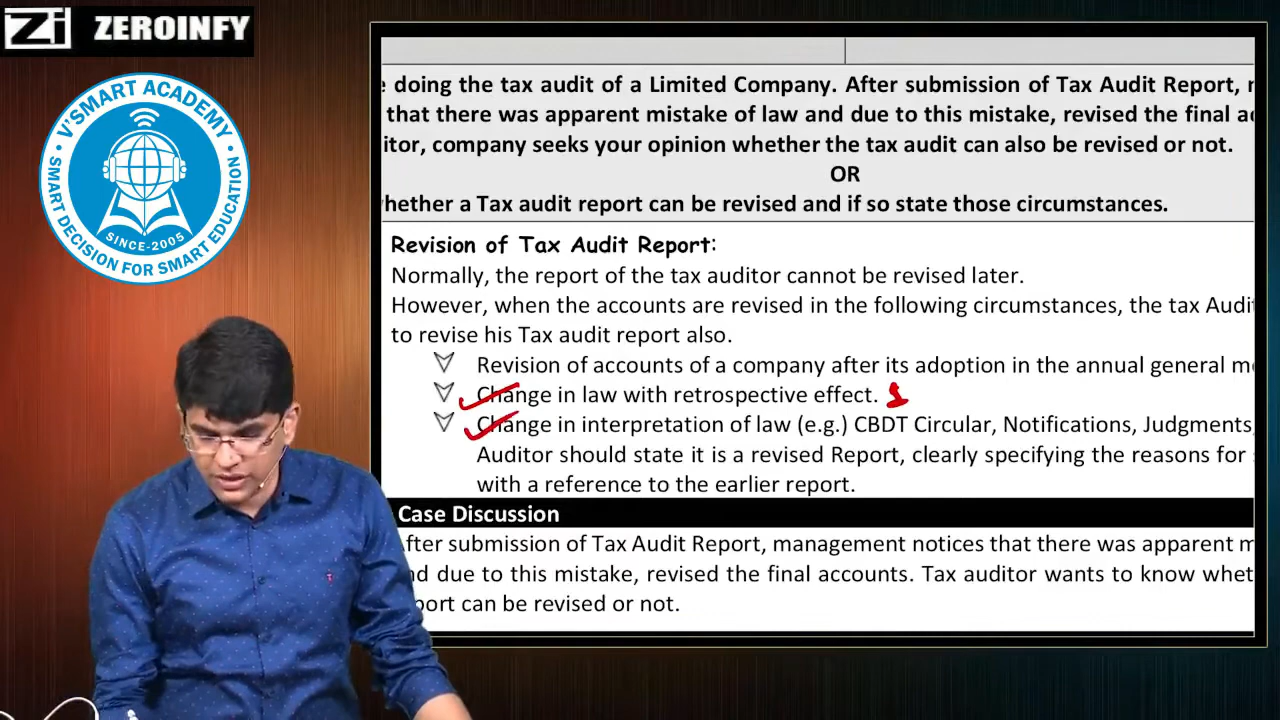 Zi ZEROINFY
V'SMART ACADEMY
SINCE-2005
SMART DECISION FOR SMART EDUCATION
doing the tax audit of a Limited Company. After submission of Tax Audit Report,
that there was apparent mistake of law and due to this mistake, revised the final
itor, company seeks your opinion whether the tax audit can also be revised or not.
OR
hether a Tax audit report can be revised and if so state those circumstances.
Revision of Tax Audit Report:
Normally, the report of the tax auditor cannot be revised later.
However, when the accounts are revised in the following circumstances, the tax Audit
to revise his Tax audit report also.
Revision of accounts of a company after its adoption in the annual general
Change in law with retrospective effect.
Change in interpretation of law (e.g.) CBDT Circular, Notifications, Judgments,
Auditor should state it is a revised Report, clearly specifying the reasons for
with a reference to the earlier report.
Case Discussion
After submission of Tax Audit Report, management notices that there was apparent
nd due to this mistake, revised the final accounts. Tax auditor wants to know
port can be revised or not.